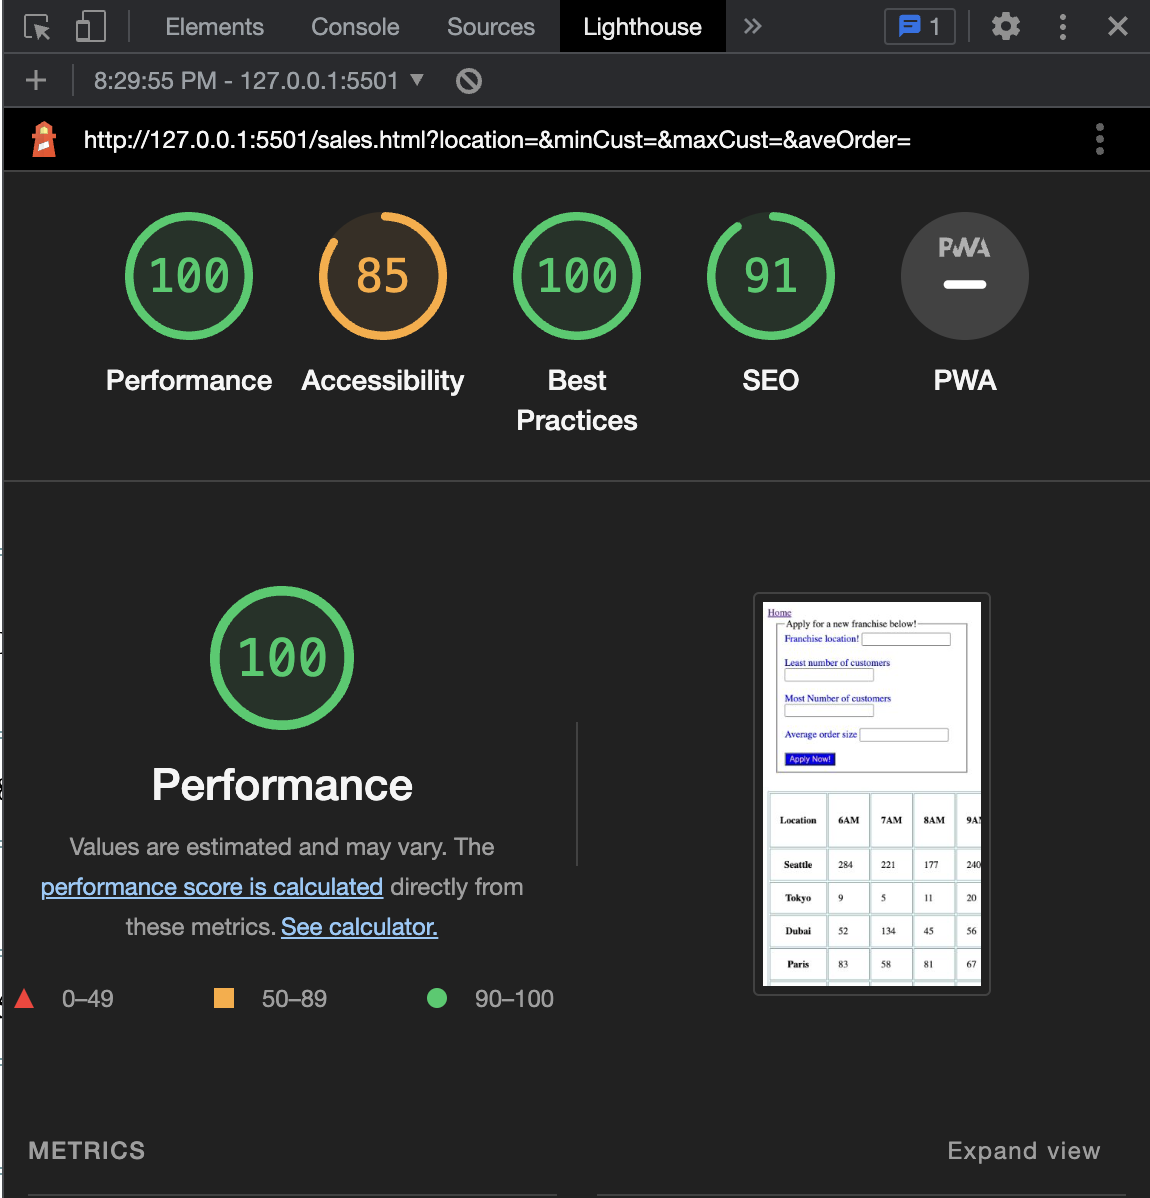 Elements Console Sources Lighthouse » 1
8:29:55 PM - 127.0.0.1:5501
http://127.0.0.1:5501/sales.html?location=&minCust=&maxCust=&aveOrder=
100 85 100 91 PWA
Performance Accessibility Best Practices SEO PWA
100
Performance
Values are estimated and may vary. The
performance score is calculated directly from
these metrics. See calculator.
0–49 50–89 90–100
Home
Apply for a new franchise below!
Franchise location!
Least number of customers
Most Number of customers
Average order size
Apply Now!
Location 6AM 7AM 8AM 9A
Seattle 284 221 177 240
Tokyo 9 5 11 20
Dubai 52 134 45 56
Paris 83 58 81 67
METRICS Expand view